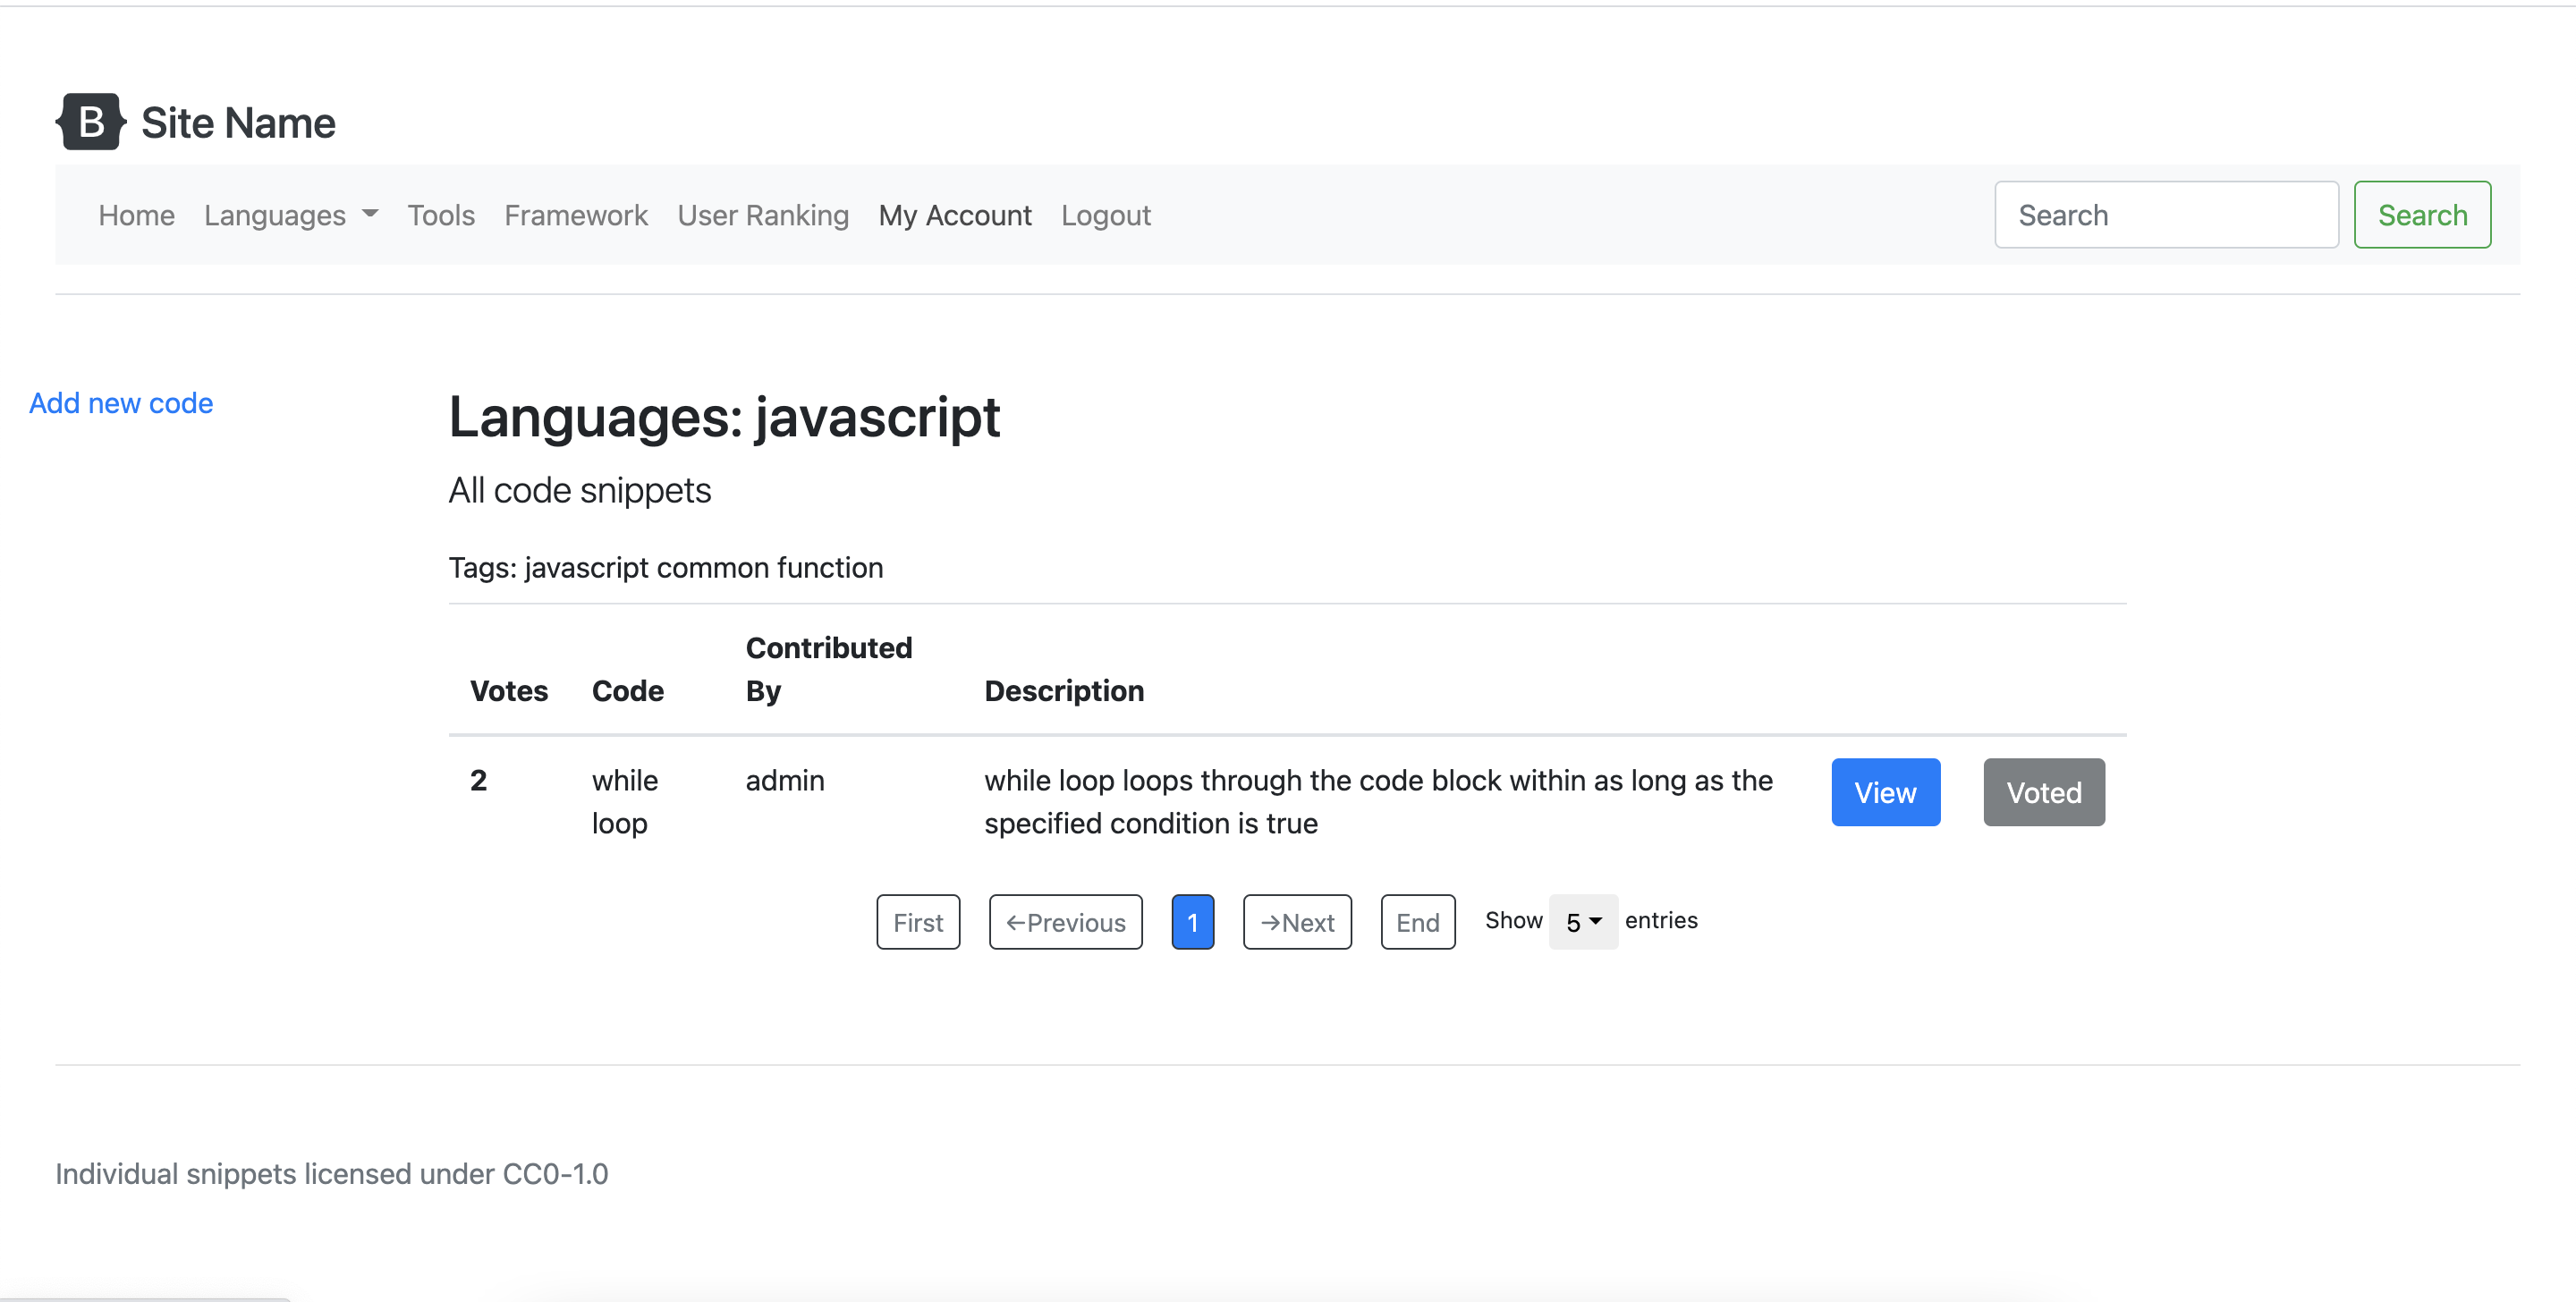 B Site Name
Home Languages Tools Framework User Ranking My Account Logout Search Search
Add new code
Languages: javascript
All code snippets
Tags: javascript common function
Votes Code Contributed By Description
2 while loop admin while loop loops through the code block within as long as the
specified condition is true
View Voted
First ←Previous 1 →Next End Show 5 entries
Individual snippets licensed under CC0-1.0